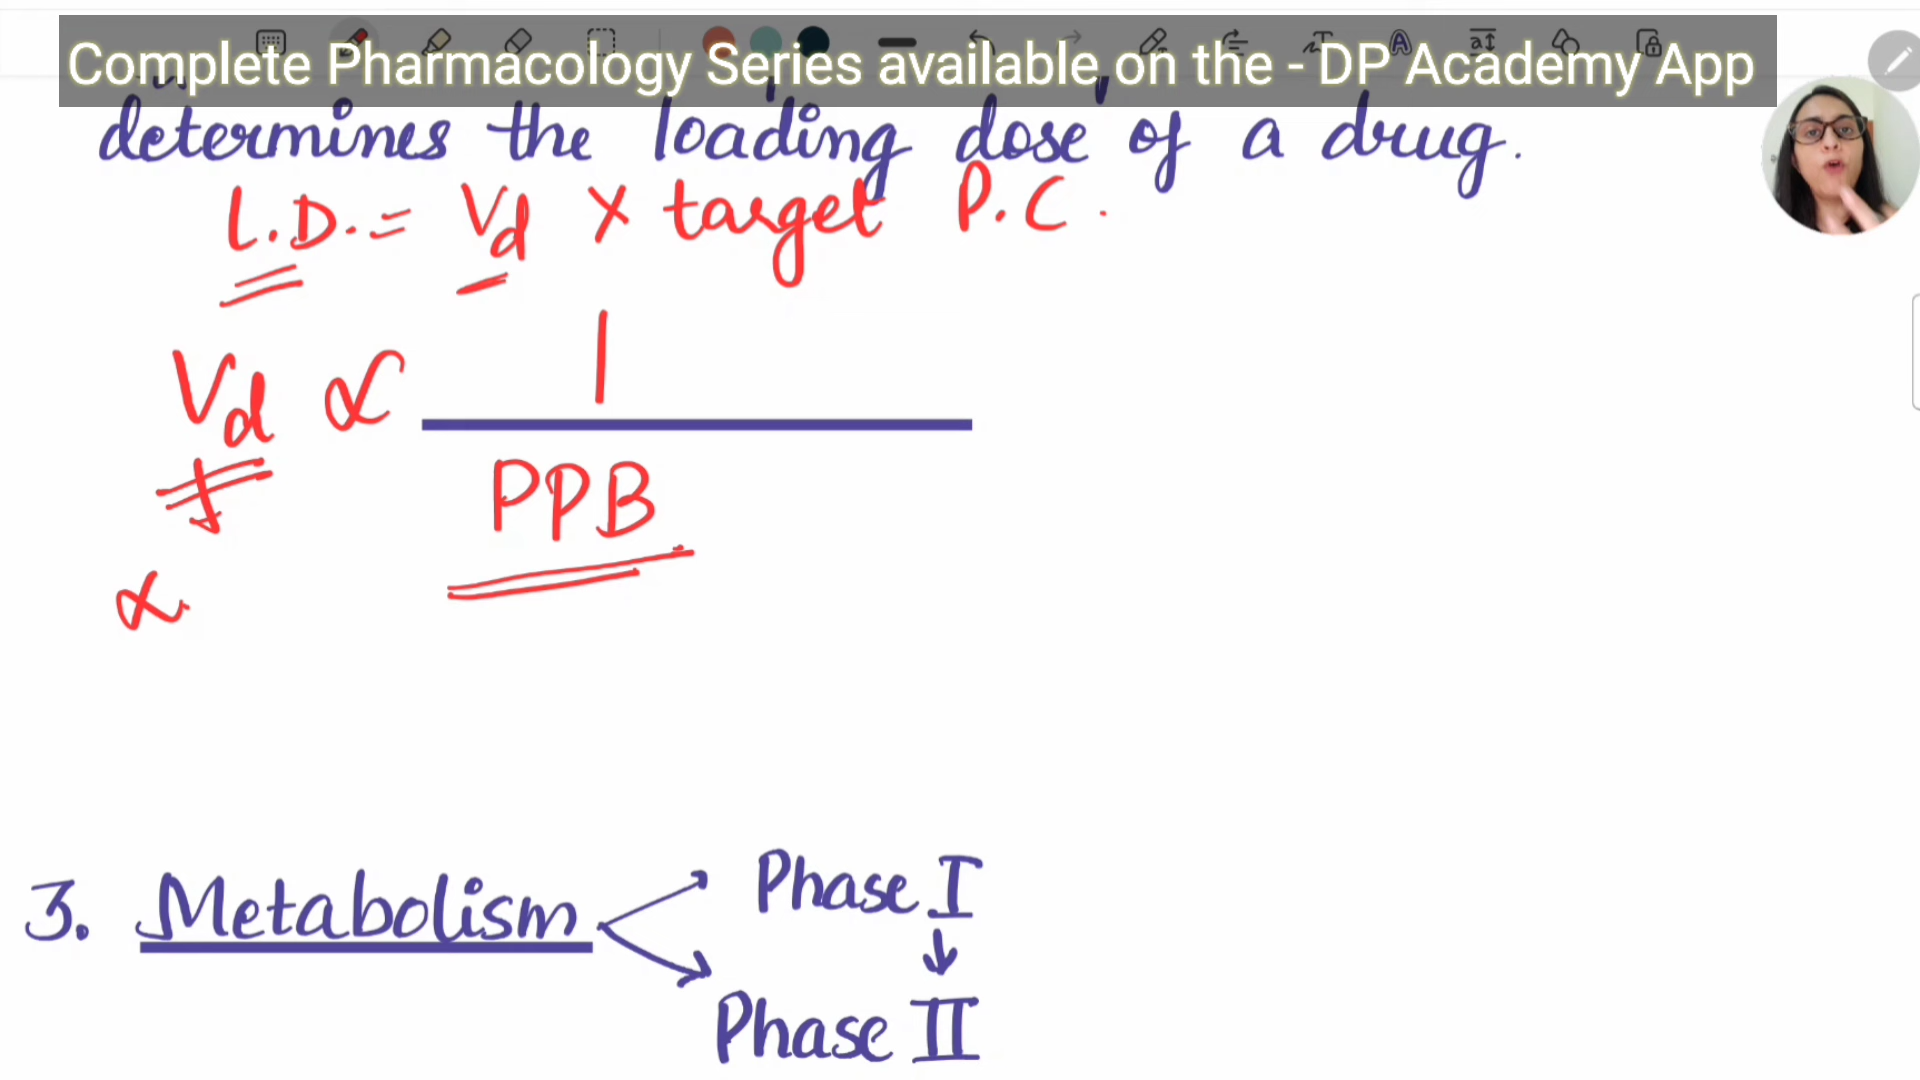 Complete Pharmacology Series available on the - DP Academy App
determines the loading dose of a drug.
L.D. = Vd X target P.C.
Vd ∝ 1
PPB
∝
3. Metabolism
Phase I
Phase II